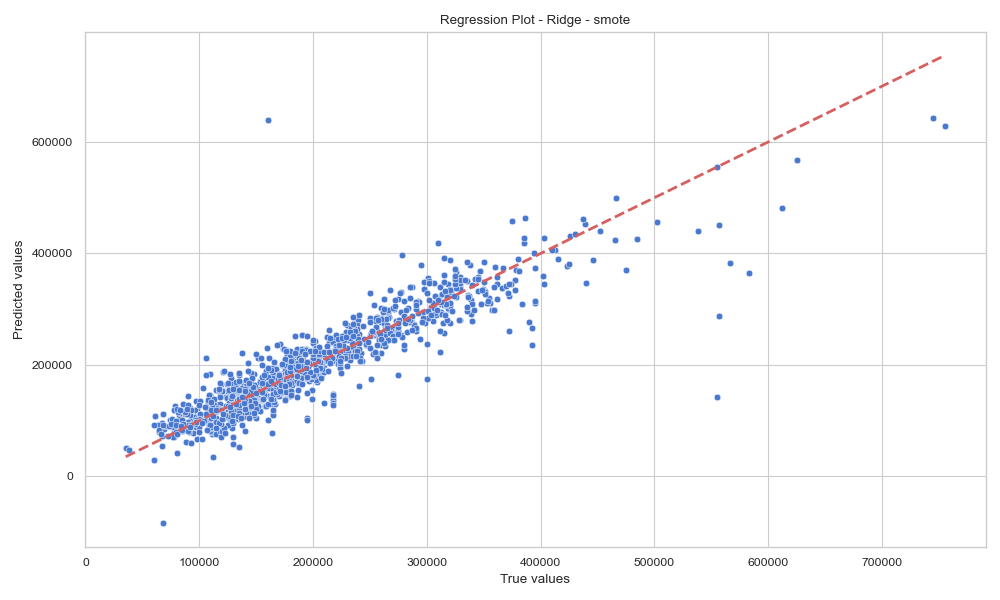 Regression Plot - Ridge - smote
Predicted values
600000
400000
200000
0
0 100000 200000 300000 400000 500000 600000 700000
True values